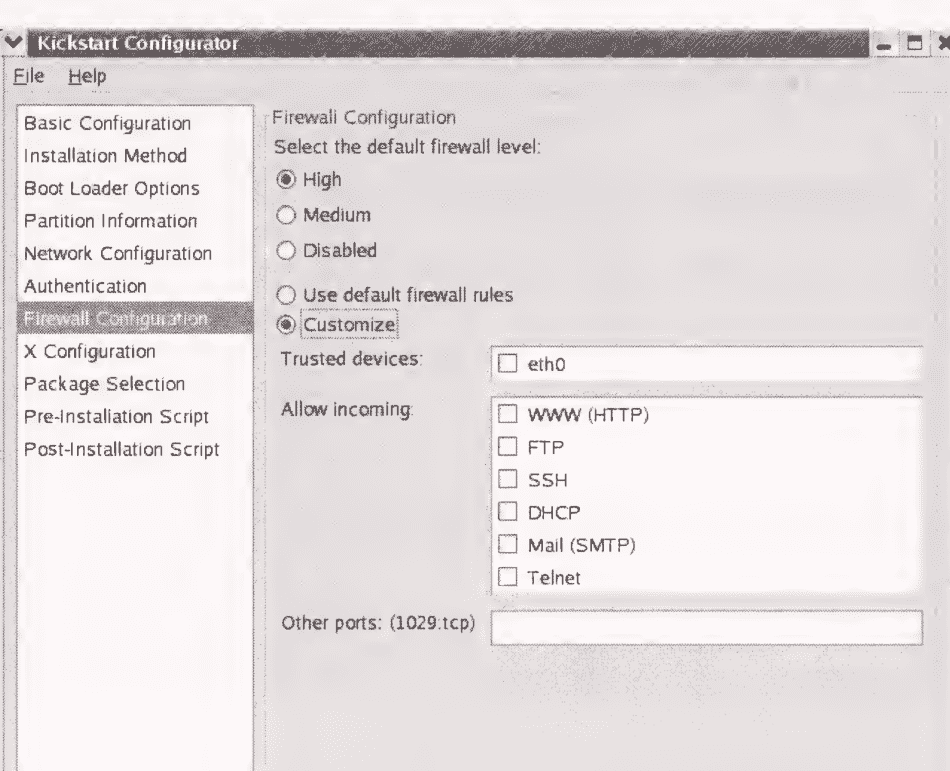 Kickstart Configurator
File Help
Basic Configuration
Installation Method
Boot Loader Options
Partition Information
Network Configuration
Authentication
Firewall Configuration
X Configuration
Package Selection
Pre-Installation Script
Post-Installation Script
Firewall Configuration
Select the default firewall level:
High
Medium
Disabled
Use default firewall rules
Customize
Trusted devices:
eth0
Allow incoming:
WWW (HTTP)
FTP
SSH
DHCP
Mail (SMTP)
Telnet
Other ports: (1029:tcp)